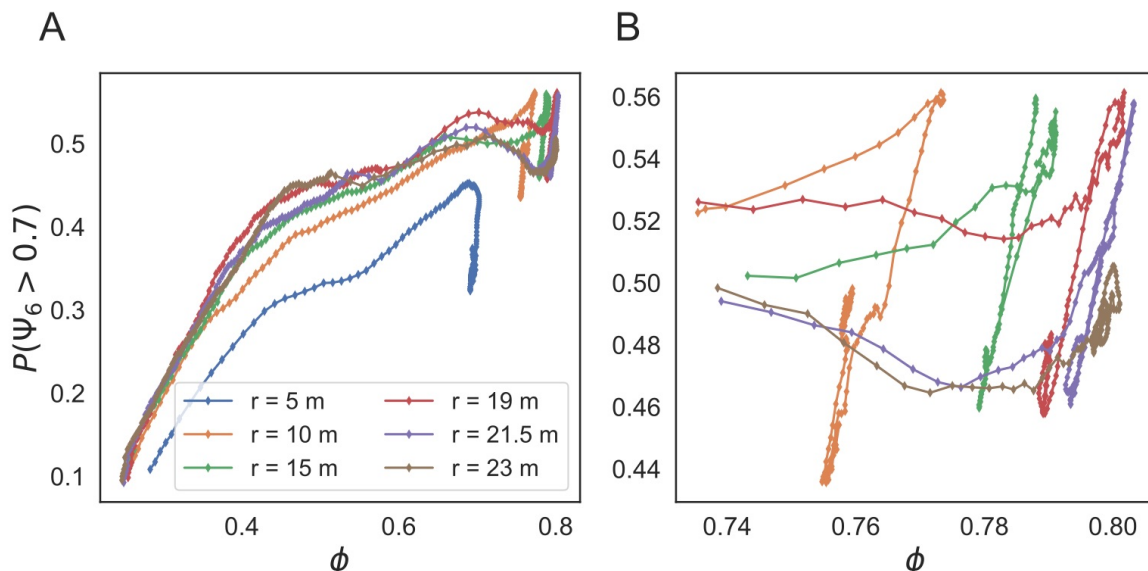 A
B
P(Ψ₆ > 0.7)
0.5
0.4
0.3
0.2
0.1
r = 5 m
r = 10 m
r = 15 m
r = 19 m
r = 21.5 m
r = 23 m
0.4 0.6 0.8
ϕ
0.56
0.54
0.52
0.50
0.48
0.46
0.44
0.74 0.76 0.78 0.80
ϕ